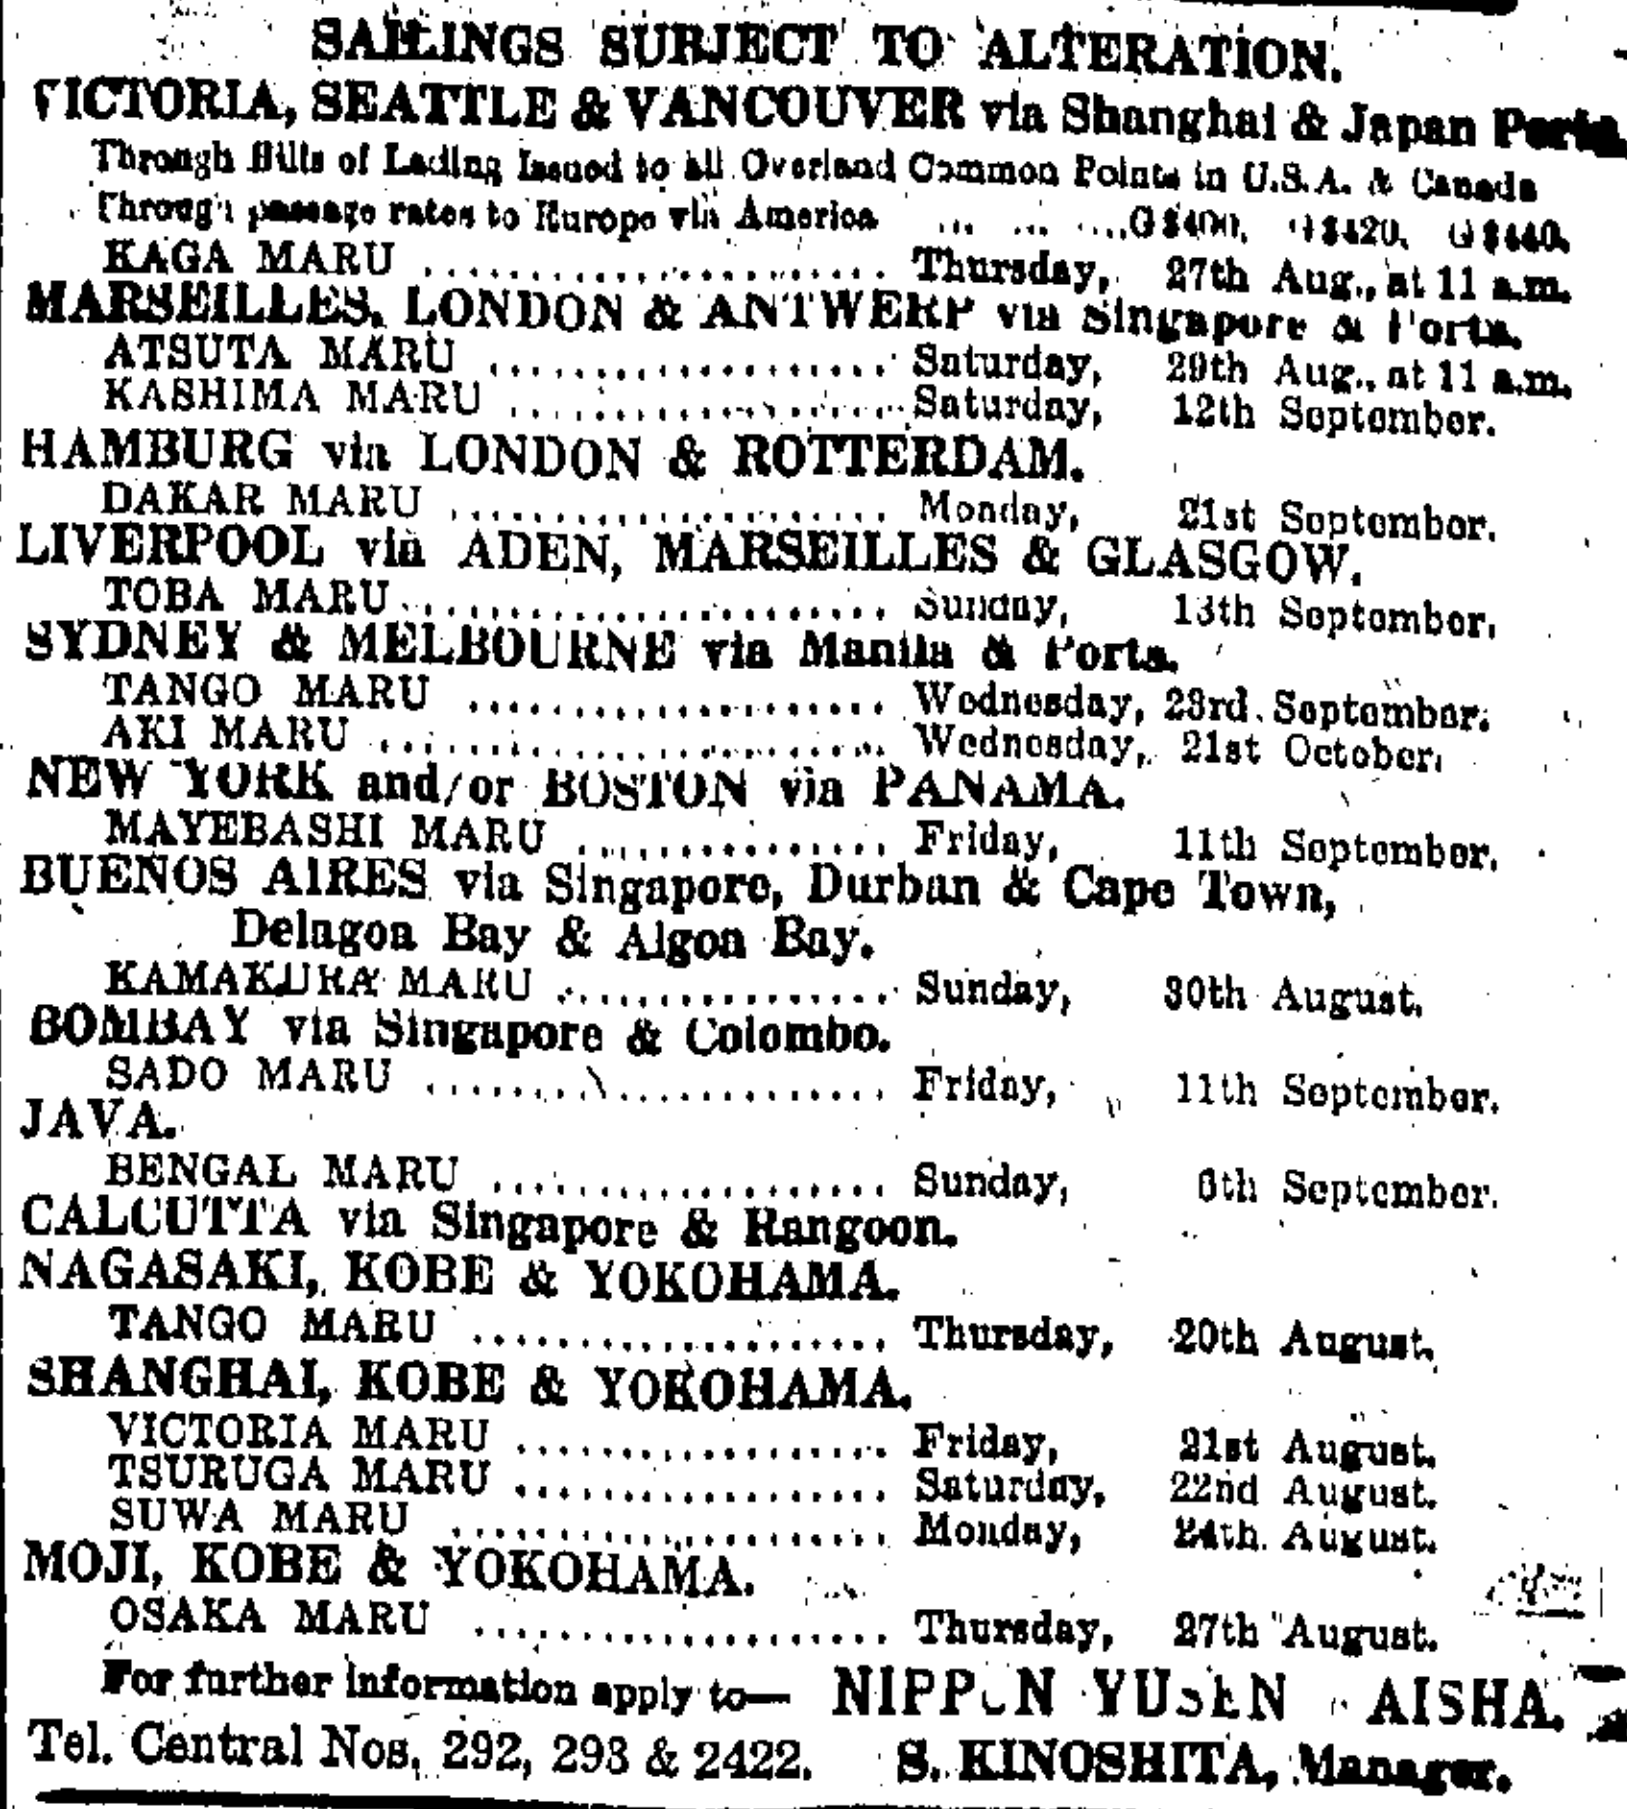 SAILINGS SUBJECT TO ALTERATION.
VICTORIA, SEATTLE & VANCOUVER via Shanghai & Japan Ports.
Through Bills of Lading Issued to all Overland Common Points in U.S.A. & Canada
Through passage rates to Europe via America ... ... ....G $400, G $420, G $440.
KAGA MARU ...................... Thursday, 27th Aug., at 11 a.m.
MARSEILLES, LONDON & ANTWERP via Singapore & Ports.
ATSUTA MARU ................... Saturday, 29th Aug., at 11 a.m.
KASHIMA MARU ................... Saturday, 12th September.
HAMBURG via LONDON & ROTTERDAM.
DAKAR MARU ..................... Monday, 21st September.
LIVERPOOL via ADEN, MARSEILLES & GLASGOW.
TOBA MARU........................ Sunday, 13th September.
SYDNEY & MELBOURNE via Manila & Ports.
TANGO MARU .................... Wednesday, 23rd September.
AKI MARU ........................ Wednesday, 21st October.
NEW YORK and/or BOSTON via PANAMA.
MAYEBASHI MARU ............... Friday, 11th September.
BUENOS AIRES via Singapore, Durban & Cape Town,
Delagoa Bay & Algoa Bay.
KAMAKURA MARU ................ Sunday, 30th August.
BOMBAY via Singapore & Colombo.
SADO MARU ...................... Friday, 11th September.
JAVA.
BENGAL MARU ................... Sunday, 6th September.
CALCUTTA via Singapore & Rangoon.
NAGASAKI, KOBE & YOKOHAMA.
TANGO MARU .................... Thursday, 20th August.
SHANGHAI, KOBE & YOKOHAMA.
VICTORIA MARU .................. Friday, 21st August.
TSURUGA MARU .................. Saturday, 22nd August.
SUWA MARU ..................... Monday, 24th August.
MOJI, KOBE & YOKOHAMA.
OSAKA MARU .................... Thursday, 27th August.
For further information apply to— NIPPON YUSEN AISHA.
Tel. Central Nos. 292, 293 & 2422. S. KINOSHITA, Manager.